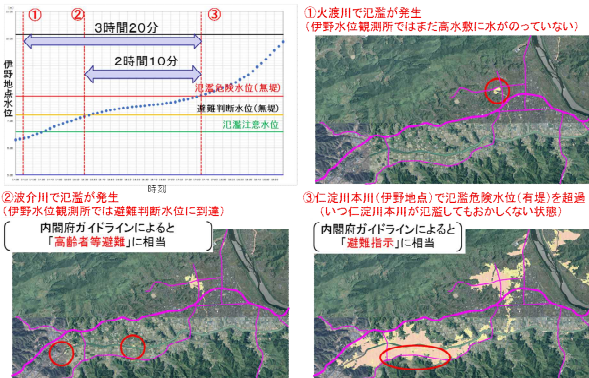 ① ② ③
3時間20分
2時間10分
氾濫危険水位(無堤)
避難判断水位(無堤)
氾濫注意水位
伊野地点水位
時刻
①火渡川で氾濫が発生
(伊野水位観測所ではまだ高水敷に水がのっていない)
②波介川で氾濫が発生
(伊野水位観測所では避難判断水位に到達)
内閣府ガイドラインによると
「高齢者等避難」に相当
③仁淀川本川(伊野地点)で氾濫危険水位(有堤)を超過
(いつ仁淀川本川が氾濫してもおかしくない状態)
内閣府ガイドラインによると
「避難指示」に相当